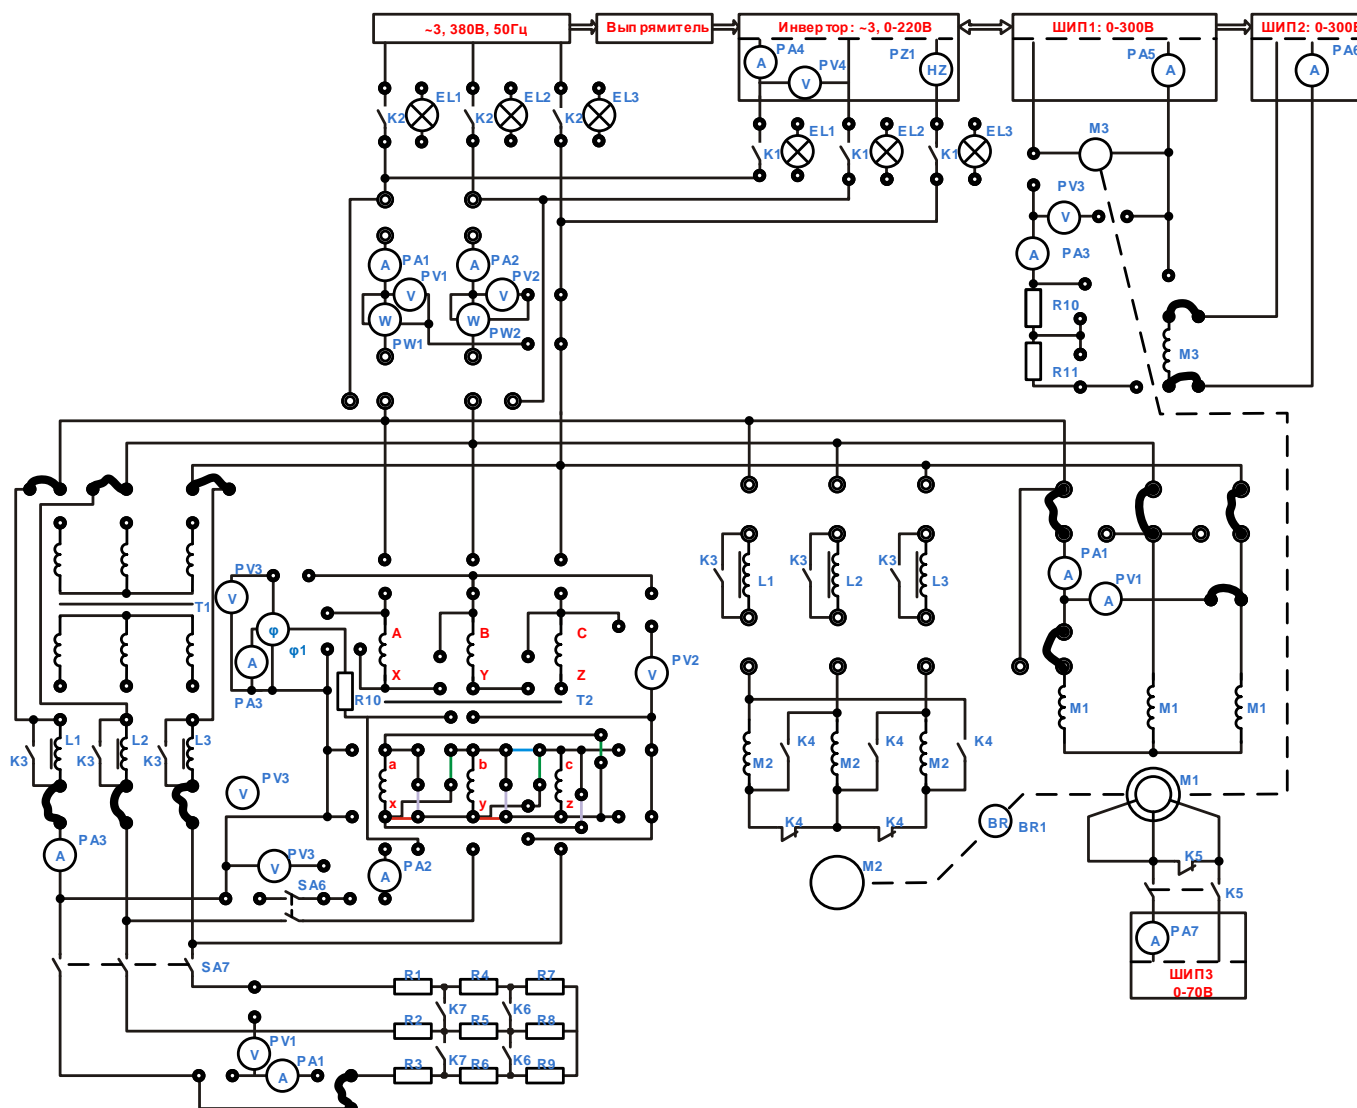 ~3, 380В, 50Гц
Выпрямитель
Инвертор: ~3, 0-220В
ШИП1: 0-300В
ШИП2: 0-300В
PA4
A
PV4
V
PZ1
HZ
PA5
A
PA6
A
K2
EL1
K2
EL2
K2
EL3
K1
EL1
K1
EL2
K1
EL3
M3
PV3
V
PA3
A
R10
R11
M3
A
PA1
PV1
V
W
PW1
A
PA2
PV2
V
W
PW2
PV3
V
T1
φ
φ1
A
PA3
R10
A
X
B
Y
C
Z
T2
PV2
V
K3
L1
K3
L2
K3
L3
PA1
A
PV1
A
M1
M1
M1
K3
L1
K3
L2
K3
L3
a
x
b
y
c
z
PV3
V
PA3
A
PV3
V
SA6
PA2
A
M2
K4
M2
K4
M2
K4
K4
K4
M2
BR
BR1
M1
K5
K5
PA7
A
ШИП3
0-70В
SA7
R1
R4
R7
K7
K6
R2
R5
R8
K7
K6
R3
R6
R9
PV1
V
PA1
A